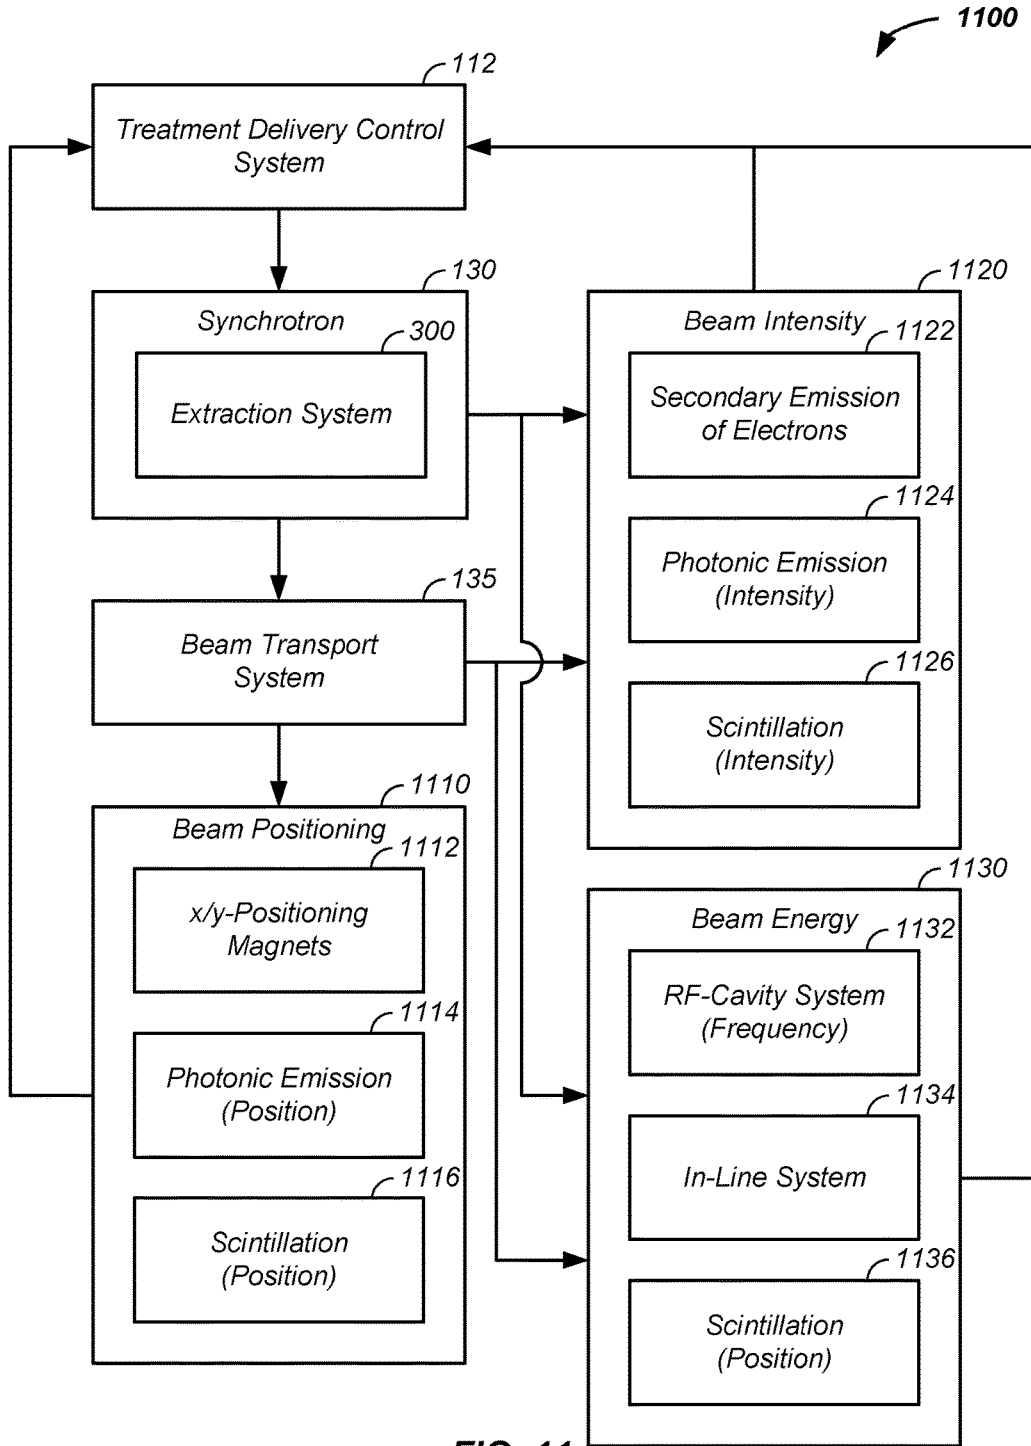 1100
112
Treatment Delivery Control
System
130
Synchrotron
300
Extraction System
135
Beam Transport
System
1110
Beam Positioning
1112
x/y-Positioning
Magnets
1114
Photonic Emission
(Position)
1116
Scintillation
(Position)
1120
Beam Intensity
1122
Secondary Emission
of Electrons
1124
Photonic Emission
(Intensity)
1126
Scintillation
(Intensity)
1130
Beam Energy
1132
RF-Cavity System
(Frequency)
1134
In-Line System
1136
Scintillation
(Position)
FIG. 11